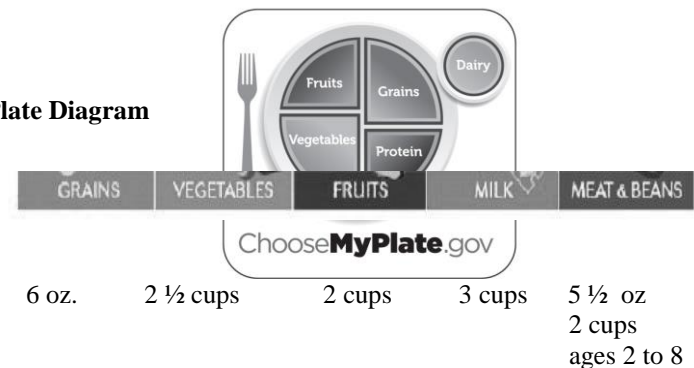 Fruits
Grains
Dairy
late Diagram
Vegetables
Protein
GRAINS VEGETABLES FRUITS MILK MEAT & BEANS
ChooseMyPlate.gov
6 oz. 2 ½ cups 2 cups 3 cups 5 ½ oz
2 cups
ages 2 to 8